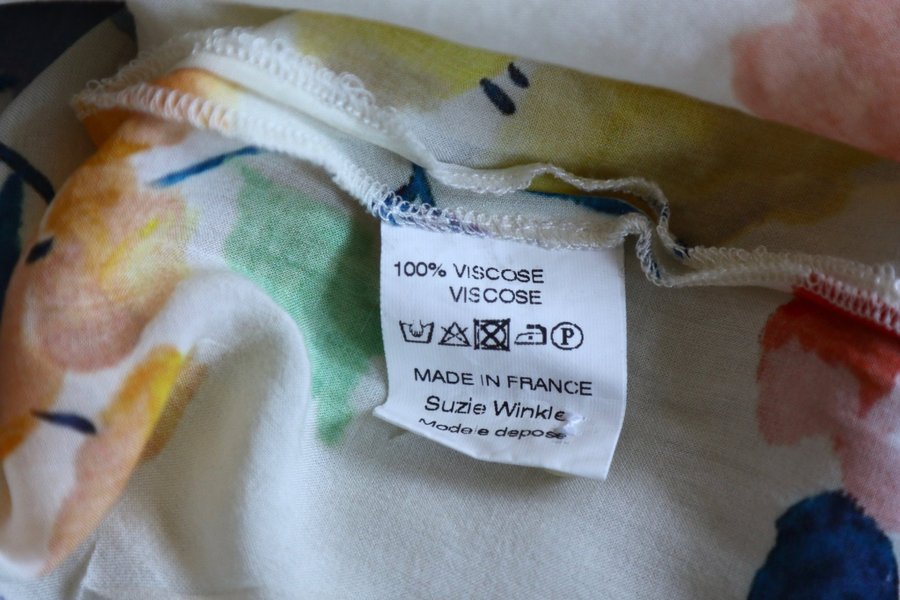 100% VISCOSE
VISCOSE
P
MADE IN FRANCE
Suzie Winkle
Modele depose